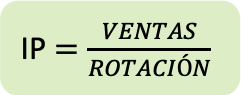 IP = VENTAS
ROTACIÓN